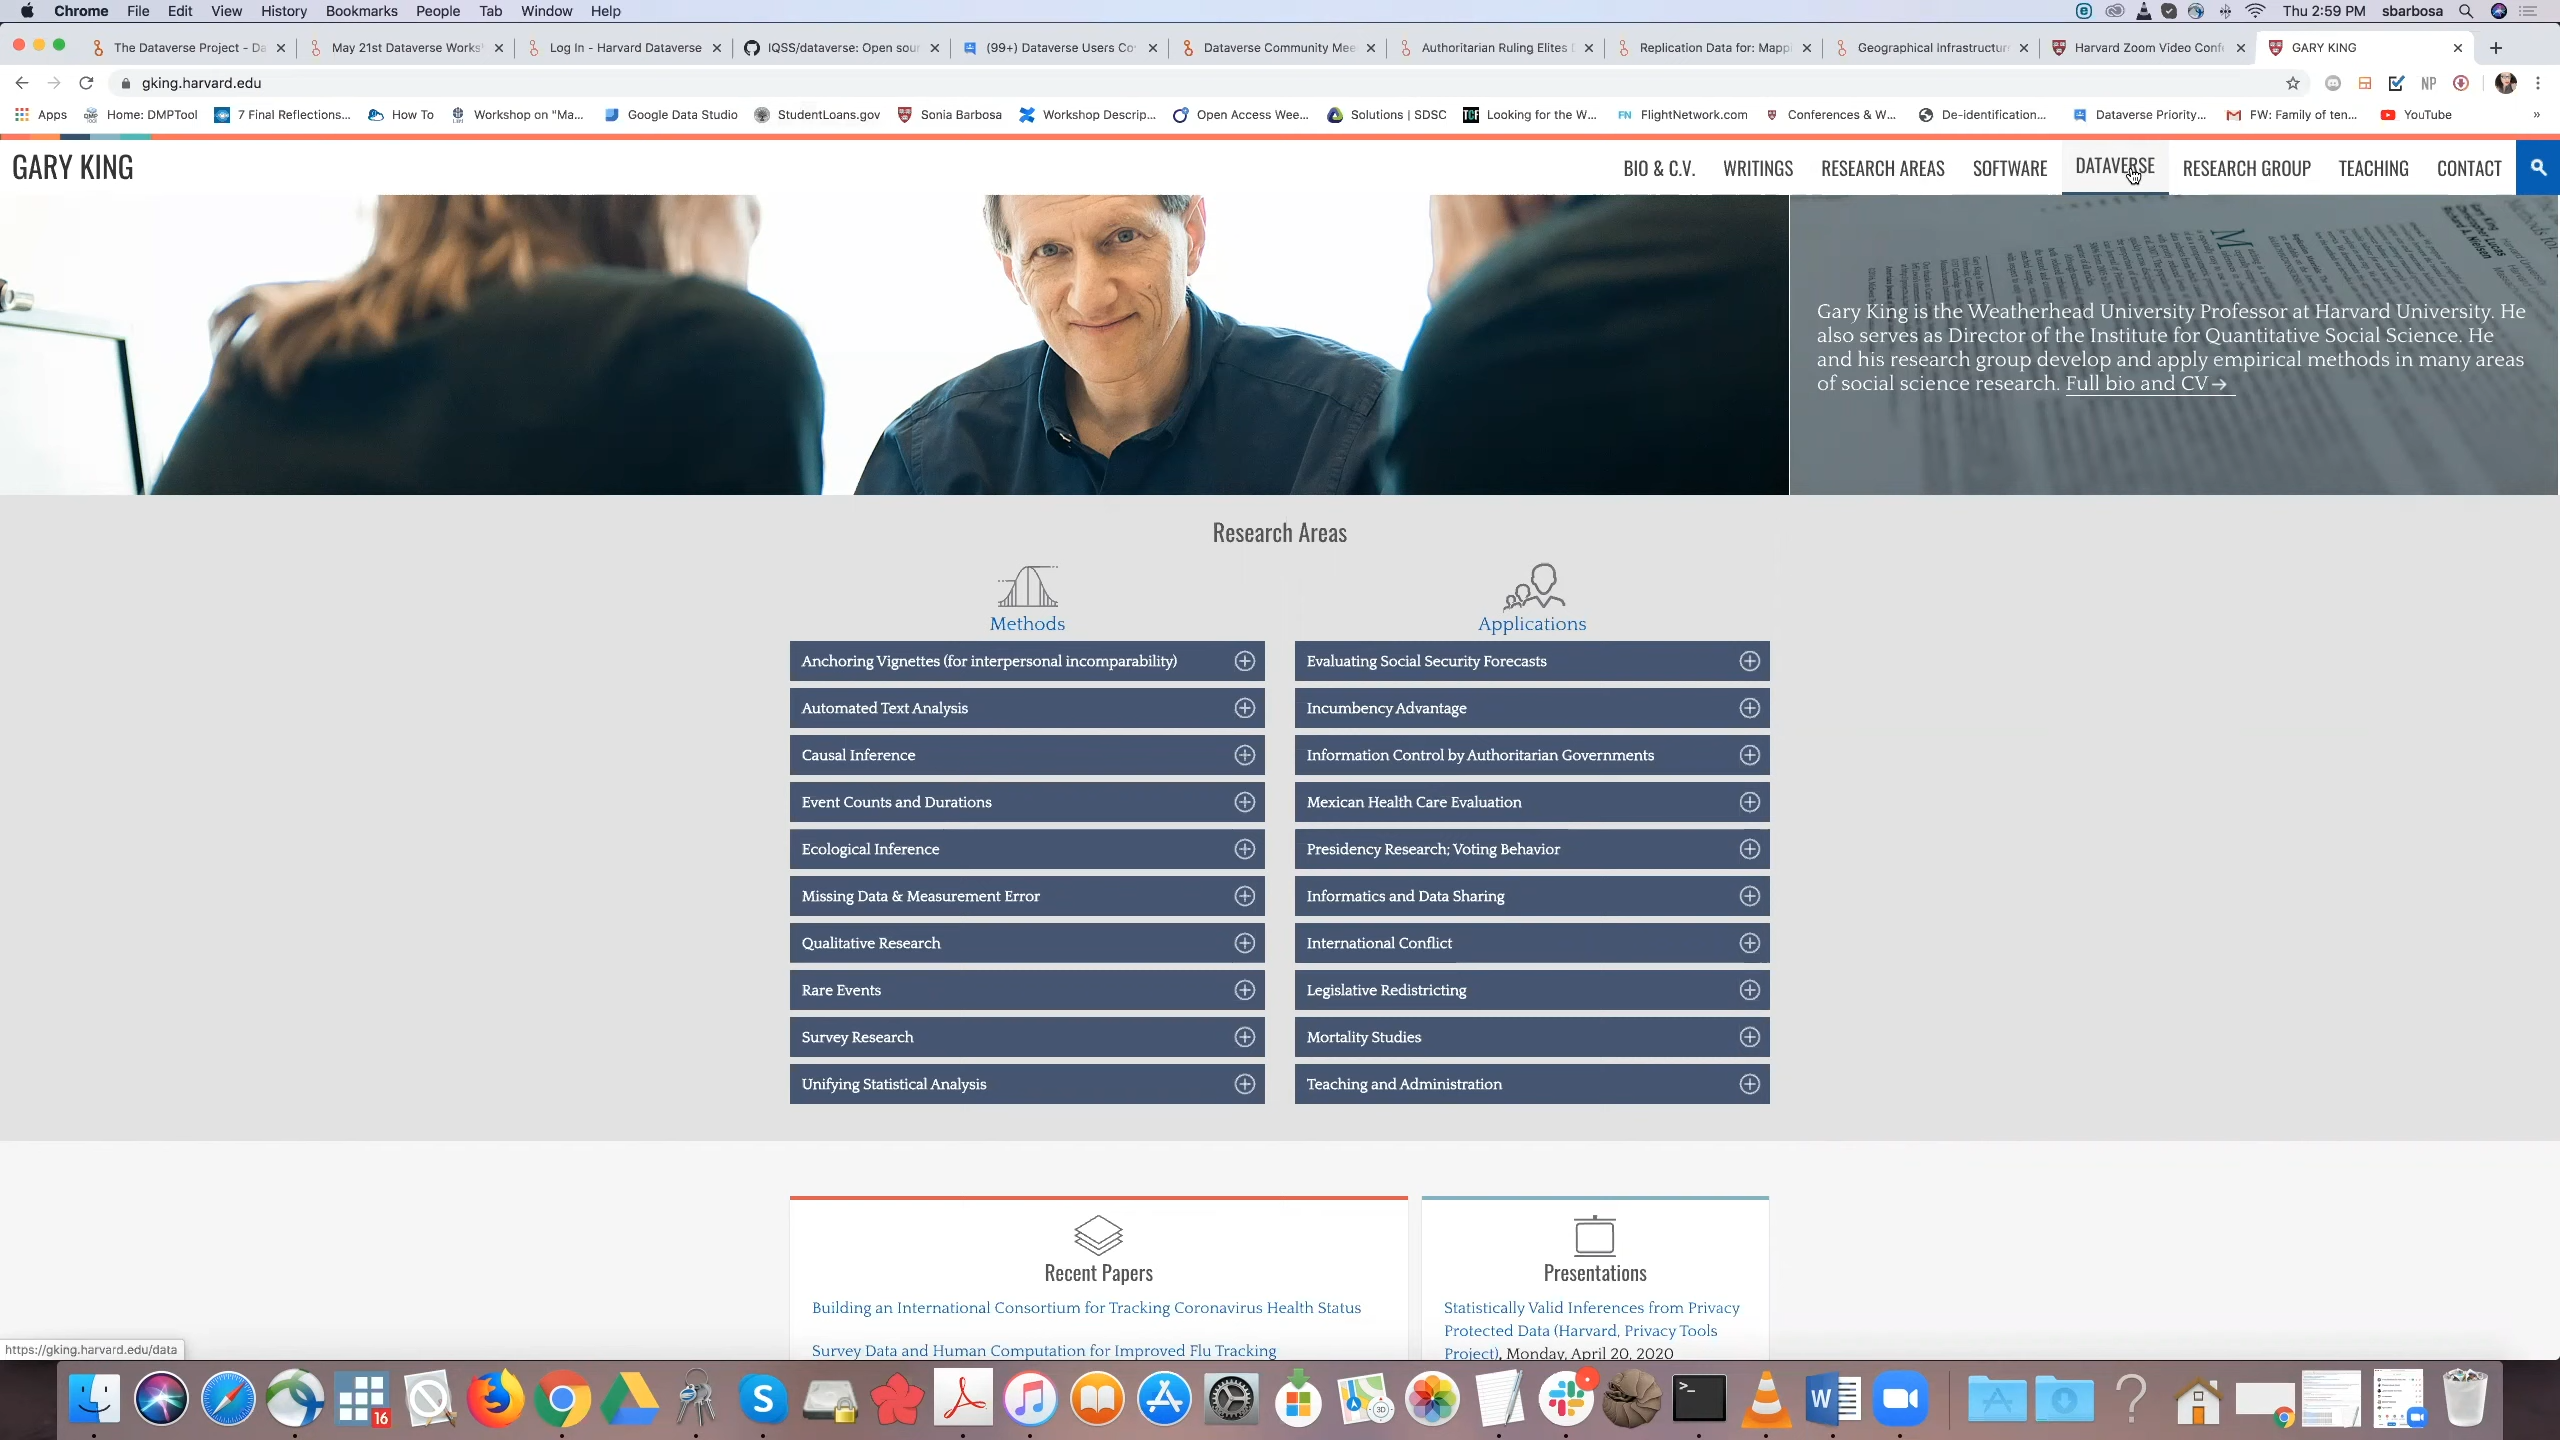 Chrome File Edit View History Bookmarks People Tab Window Help Thu 2:59 PM sbarbosa
The Dataverse Project - Da May 21st Dataverse Works Log In - Harvard Dataverse IQSS/dataverse: Open sour (99+) Dataverse Users Co Dataverse Community Mee Authoritarian Ruling Elites Replication Data for: Mapp Geographical Infrastructur Harvard Zoom Video Conf GARY KING
gking.harvard.edu NP
Apps Home: DMPTool 7 Final Reflections... How To Workshop on "Ma... Google Data Studio StudentLoans.gov Sonia Barbosa Workshop Descrip... Open Access Wee... Solutions | SDSC TCF Looking for the W... FN FlightNetwork.com Conferences & W... De-identification... Dataverse Priority... FW: Family of ten... YouTube »
GARY KING BIO & C.V. WRITINGS RESEARCH AREAS SOFTWARE DATAVERSE RESEARCH GROUP TEACHING CONTACT
Gary King is the Weatherhead University Professor at Harvard University. He
also serves as Director of the Institute for Quantitative Social Science. He
and his research group develop and apply empirical methods in many areas
of social science research. Full bio and CV→
Research Areas
Methods
Anchoring Vignettes (for interpersonal incomparability)
Automated Text Analysis
Causal Inference
Event Counts and Durations
Ecological Inference
Missing Data & Measurement Error
Qualitative Research
Rare Events
Survey Research
Unifying Statistical Analysis
Applications
Evaluating Social Security Forecasts
Incumbency Advantage
Information Control by Authoritarian Governments
Mexican Health Care Evaluation
Presidency Research; Voting Behavior
Informatics and Data Sharing
International Conflict
Legislative Redistricting
Mortality Studies
Teaching and Administration
Recent Papers
Building an International Consortium for Tracking Coronavirus Health Status
Survey Data and Human Computation for Improved Flu Tracking
Presentations
Statistically Valid Inferences from Privacy
Protected Data (Harvard, Privacy Tools
Project), Monday, April 20, 2020
https://gking.harvard.edu/data
16
3D